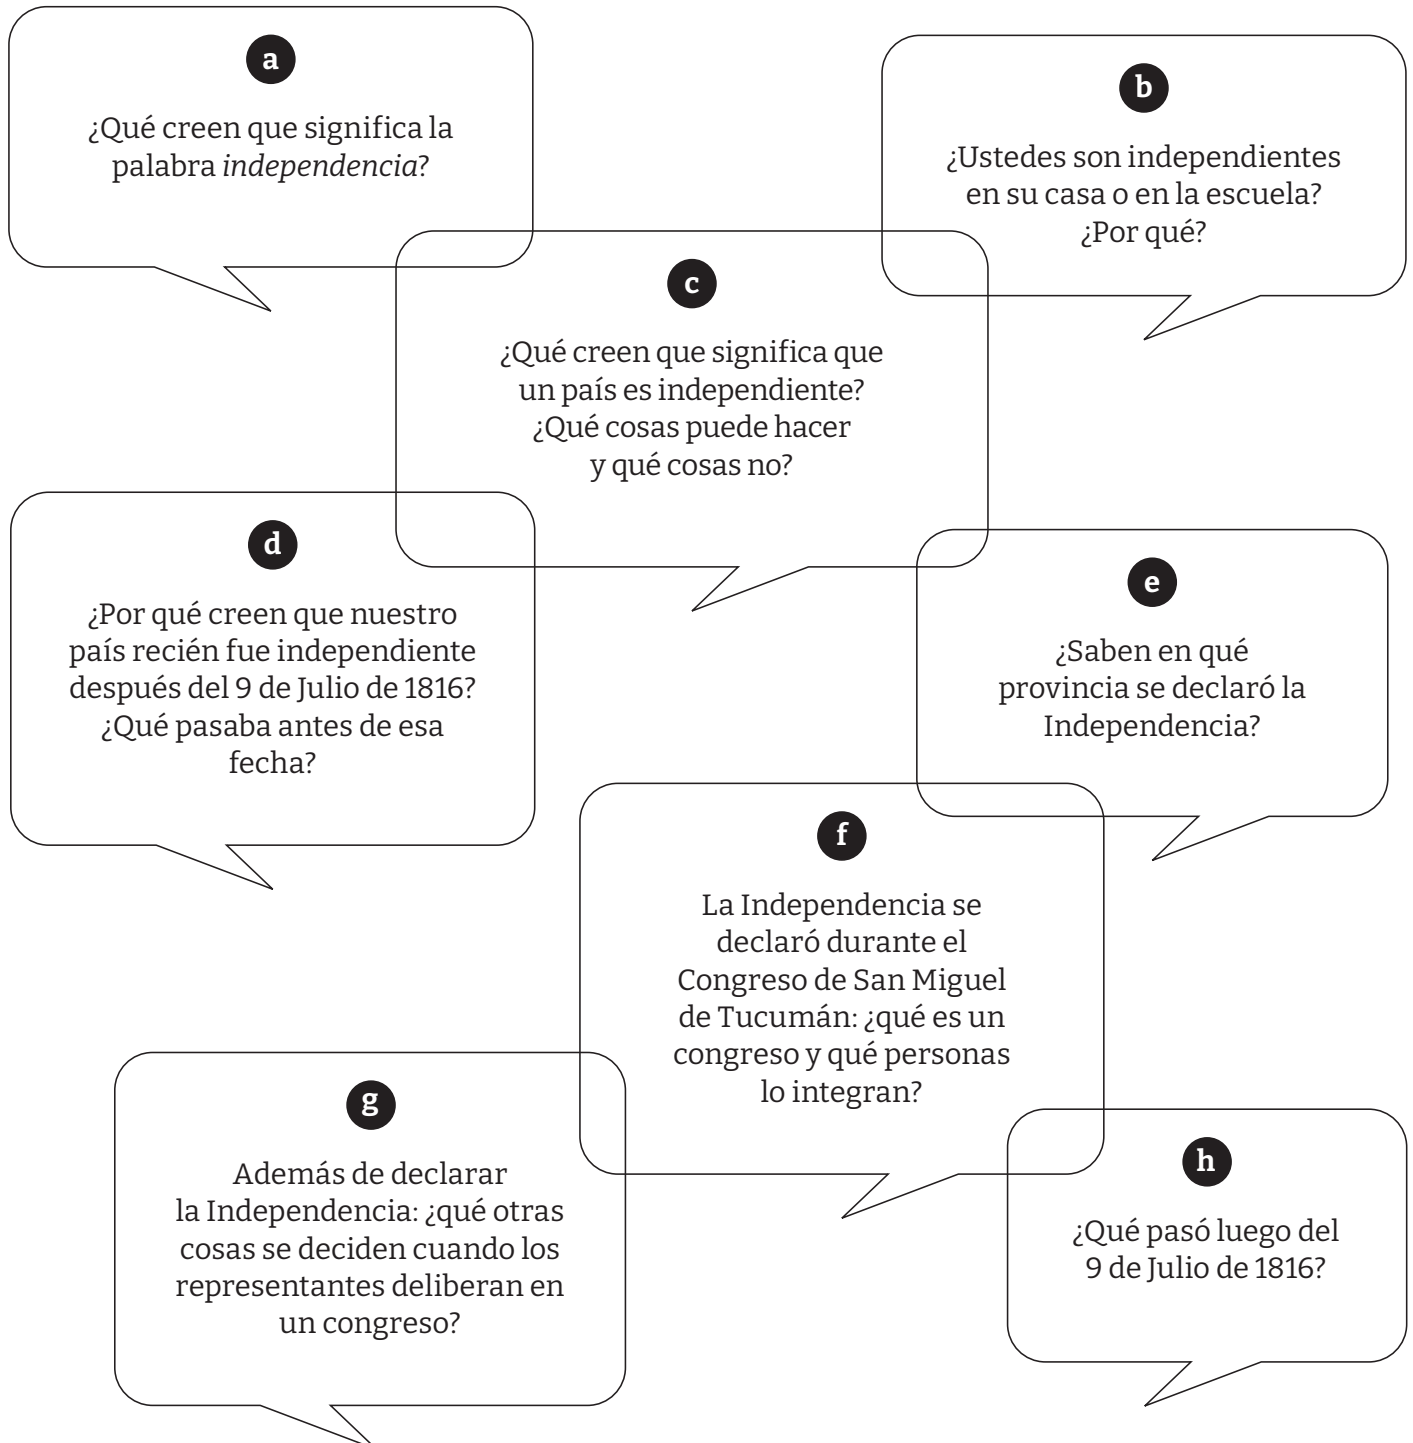 a
¿Qué creen que significa la
palabra independencia?
b
¿Ustedes son independientes
en su casa o en la escuela?
¿Por qué?
c
¿Qué creen que significa que
un país es independiente?
¿Qué cosas puede hacer
y qué cosas no?
d
¿Por qué creen que nuestro
país recién fue independiente
después del 9 de Julio de 1816?
¿Qué pasaba antes de esa
fecha?
e
¿Saben en qué
provincia se declaró la
Independencia?
f
La Independencia se
declaró durante el
Congreso de San Miguel
de Tucumán: ¿qué es un
congreso y qué personas
lo integran?
g
Además de declarar
la Independencia: ¿qué otras
cosas se deciden cuando los
representantes deliberan en
un congreso?
h
¿Qué pasó luego del
9 de Julio de 1816?